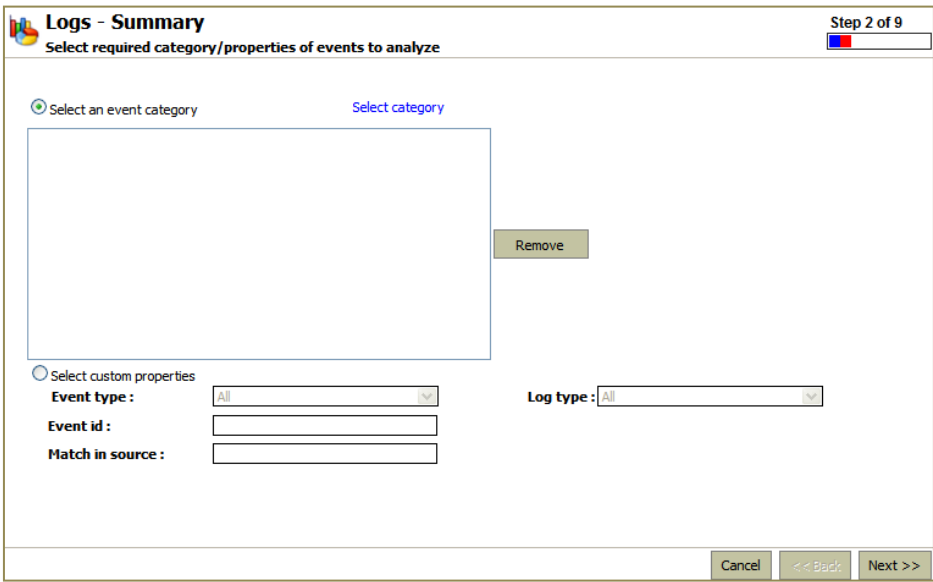 Logs - Summary
Step 2 of 9
Select required category/properties of events to analyze
Select an event category
Select category
Remove
Select custom properties
Event type :
All
Log type :
All
Event id :
Match in source :
Cancel
<< Back
Next >>